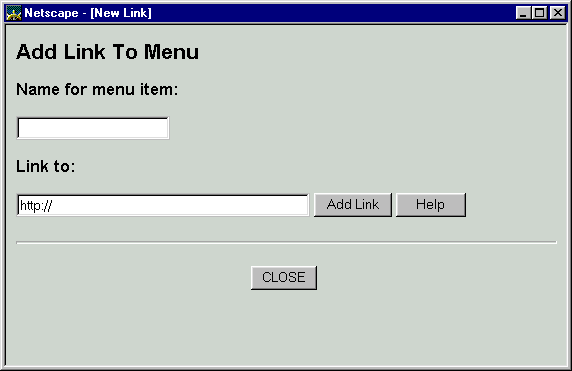 Netscape - [New Link]
Add Link To Menu
Name for menu item:
Link to:
http:// Add Link Help
CLOSE